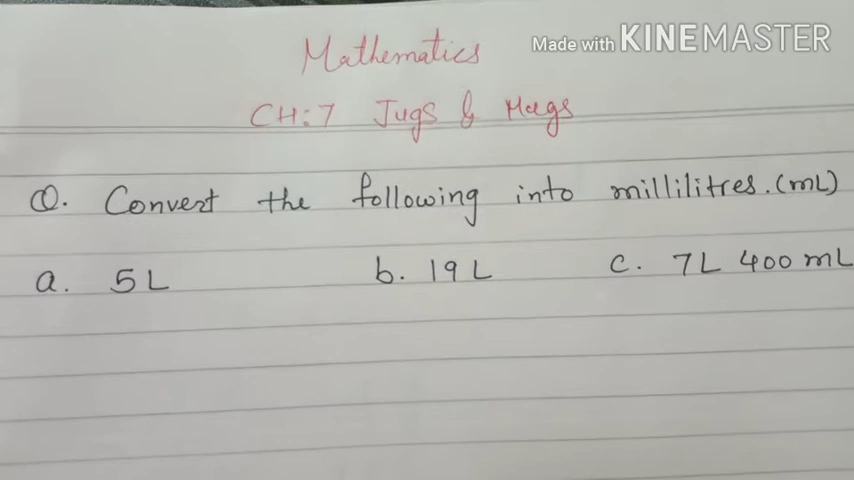 Made with KINEMASTER
Mathematics
CH:7 Jugs & Mugs
Q. Convert the following into millilitres.(mL)
a. 5L b. 19L c. 7L 400 mL